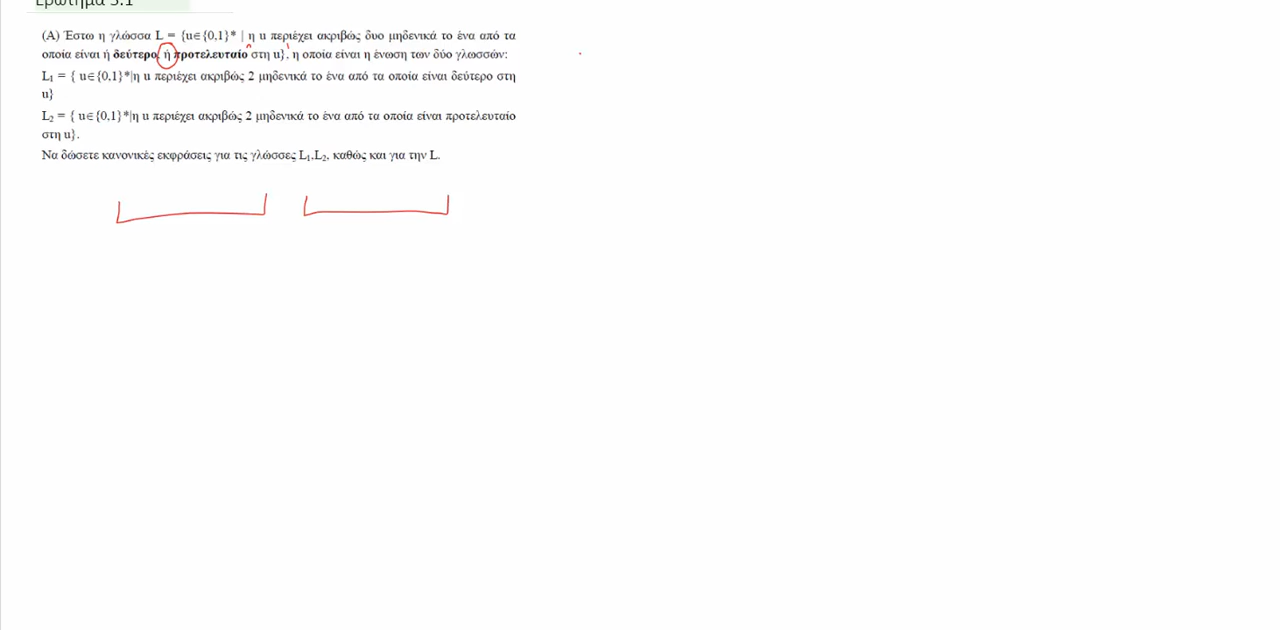 Ερώτημα 3.1
(Α) Έστω η γλώσσα L = {u∈{0,1}* | η u περιέχει ακριβώς δυο μηδενικά το ένα από τα
οποία είναι ή δεύτερο ή προτελευταίο στη u}, η οποία είναι η ένωση των δύο γλωσσών:
L₁ = { u∈{0,1}*|η u περιέχει ακριβώς 2 μηδενικά το ένα από τα οποία είναι δεύτερο στη
u}
L₂ = { u∈{0,1}*|η u περιέχει ακριβώς 2 μηδενικά το ένα από τα οποία είναι προτελευταίο
στη u}.
Να δώσετε κανονικές εκφράσεις για τις γλώσσες L₁,L₂, καθώς και για την L.